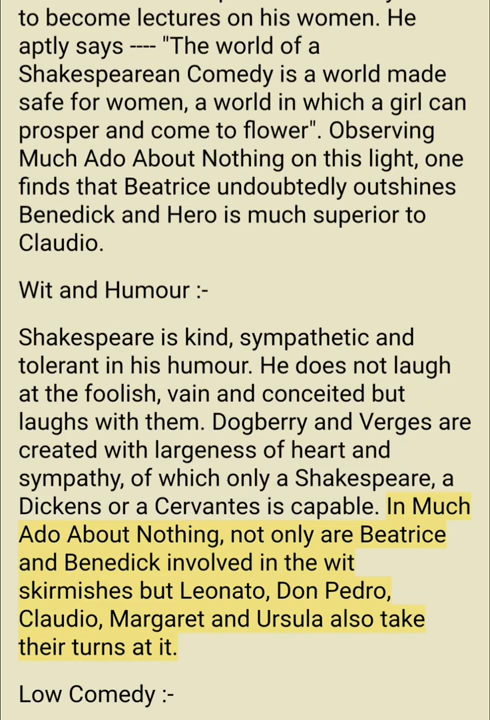 to become lectures on his women. He
aptly says ---- "The world of a
Shakespearean Comedy is a world made
safe for women, a world in which a girl can
prosper and come to flower". Observing
Much Ado About Nothing on this light, one
finds that Beatrice undoubtedly outshines
Benedick and Hero is much superior to
Claudio.
Wit and Humour :-
Shakespeare is kind, sympathetic and
tolerant in his humour. He does not laugh
at the foolish, vain and conceited but
laughs with them. Dogberry and Verges are
created with largeness of heart and
sympathy, of which only a Shakespeare, a
Dickens or a Cervantes is capable. In Much
Ado About Nothing, not only are Beatrice
and Benedick involved in the wit
skirmishes but Leonato, Don Pedro,
Claudio, Margaret and Ursula also take
their turns at it.
Low Comedy :-